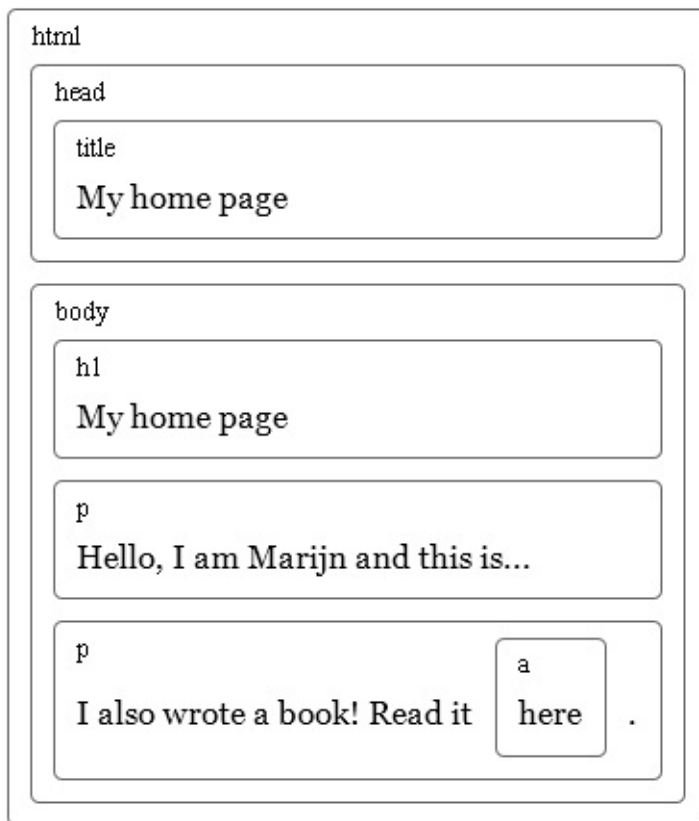 html
head
title
My home page
body
h1
My home page
p
Hello, I am Marijn and this is...
p
a
I also wrote a book! Read it here .